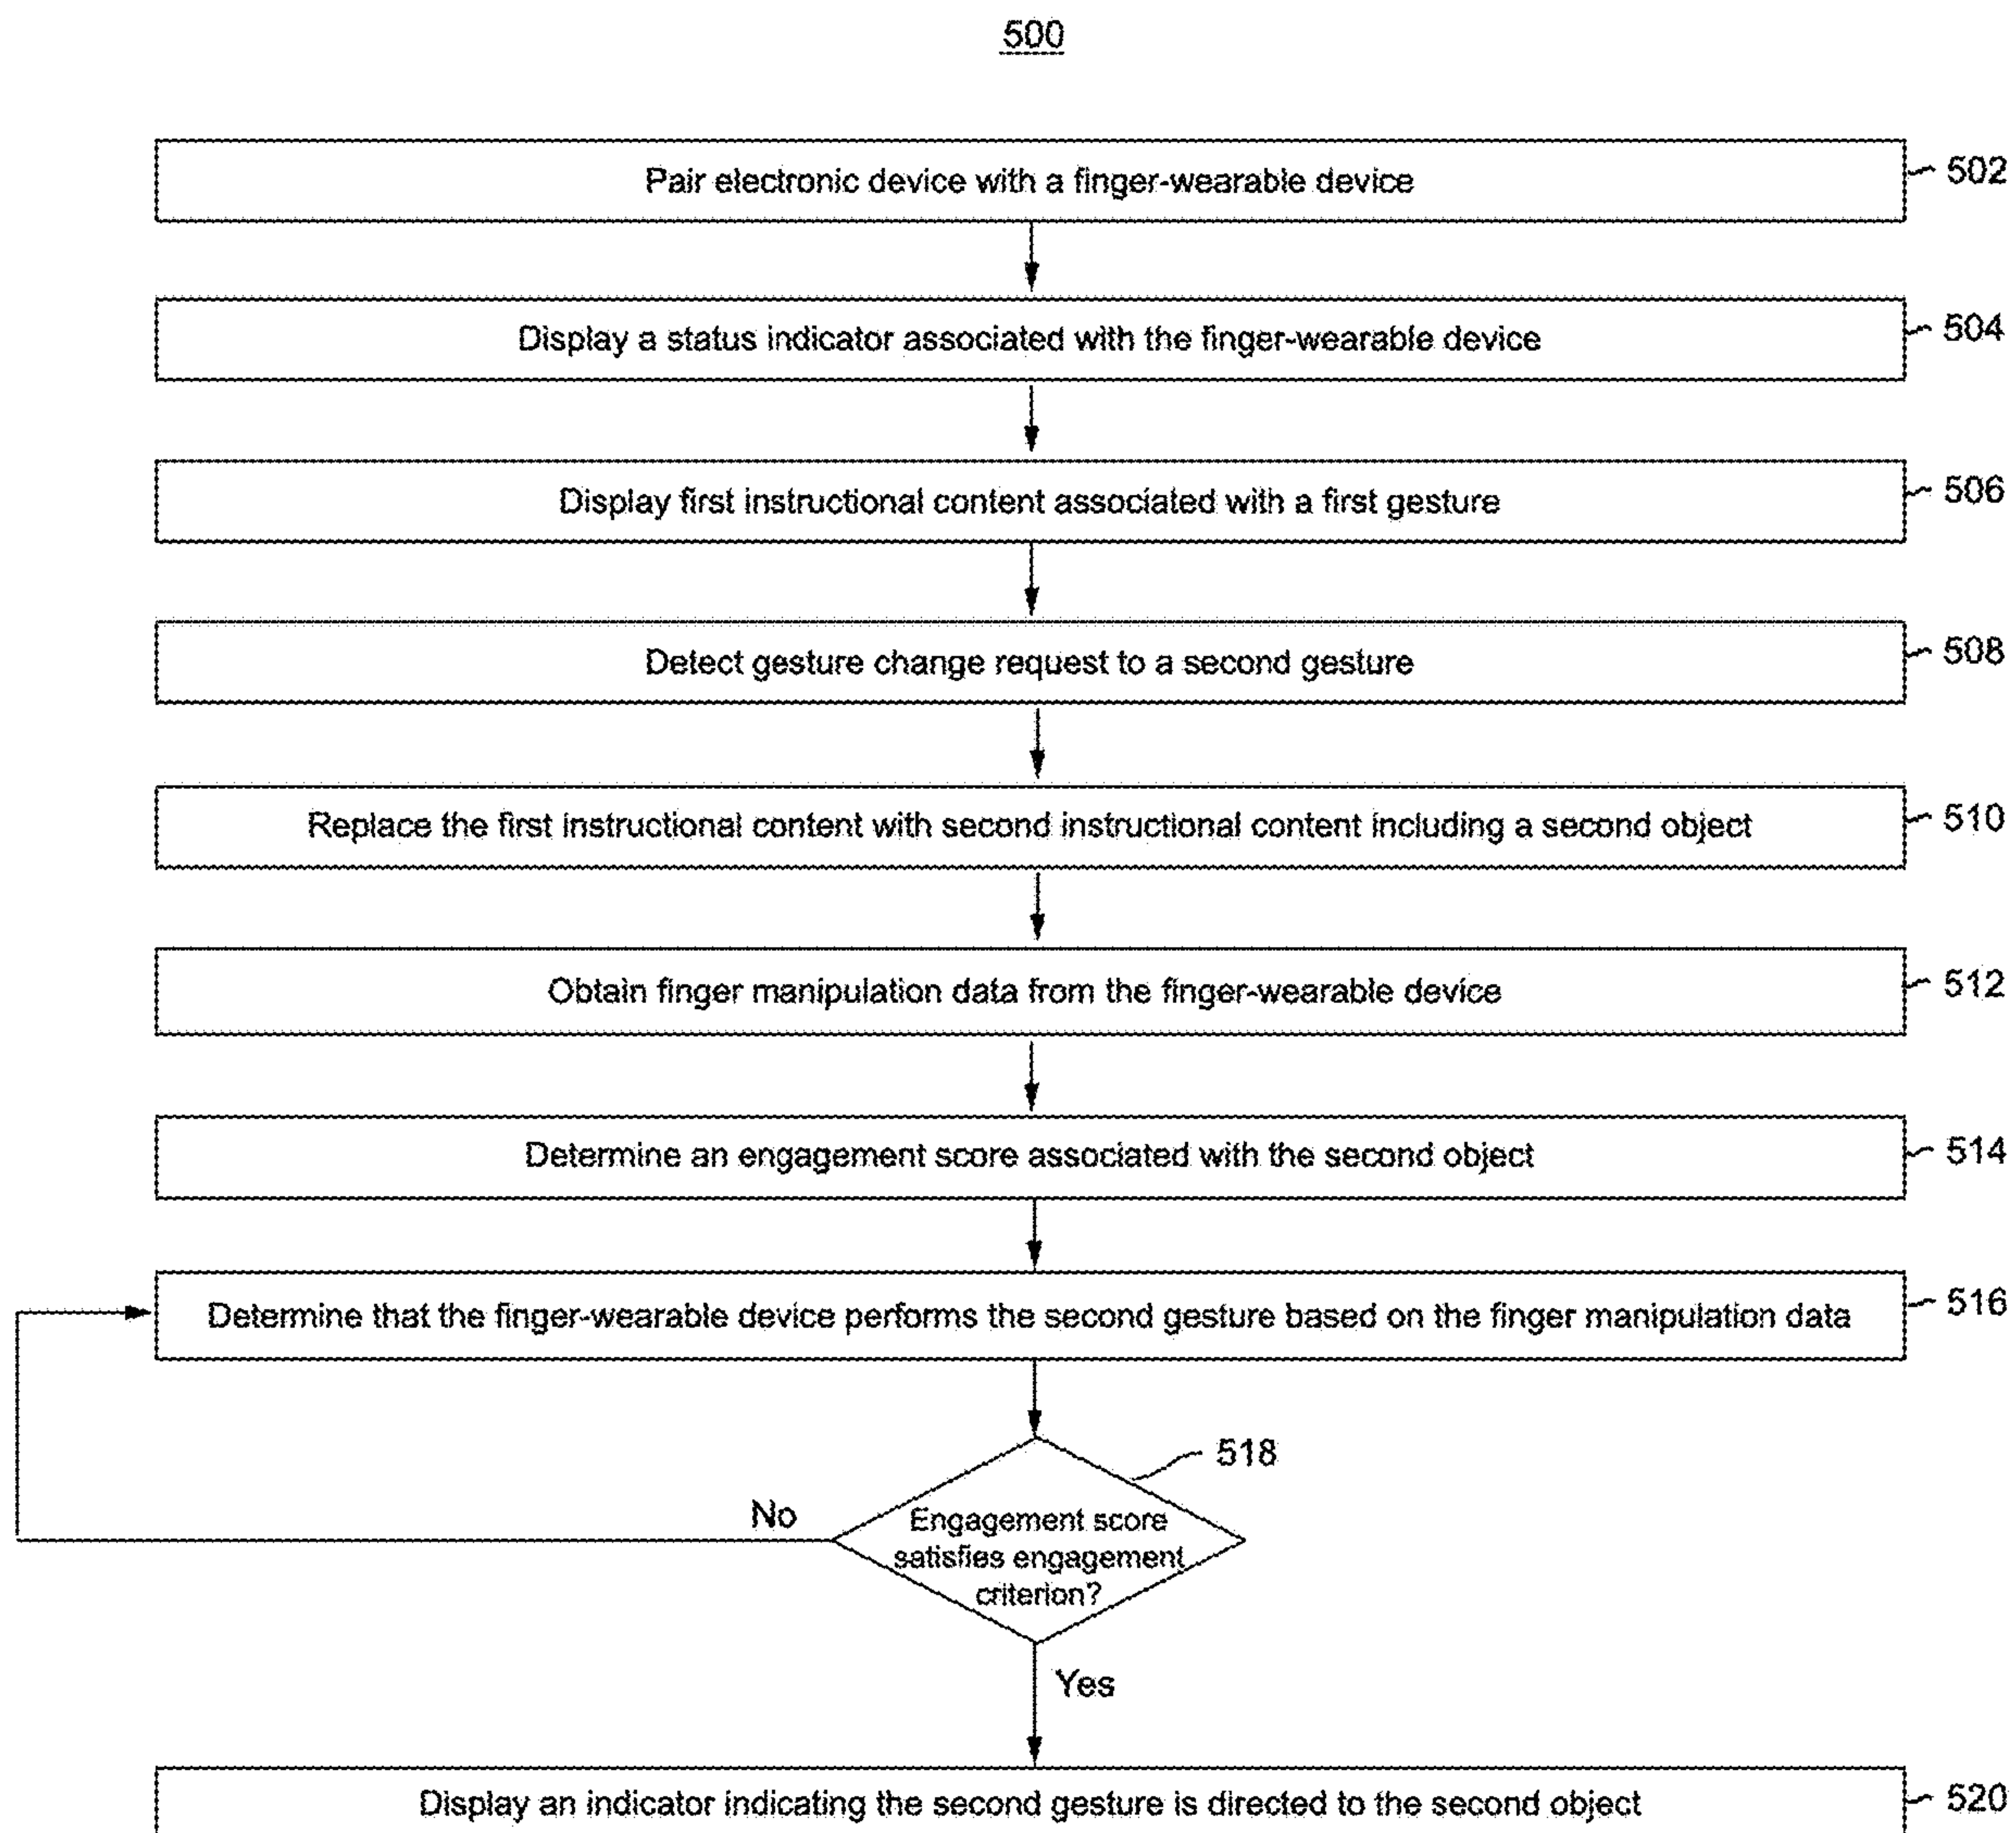 500
Pair electronic device with a finger-wearable device
502
Display a status indicator associated with the finger-wearable device
504
Display first instructional content associated with a first gesture
506
Detect gesture change request to a second gesture
508
Replace the first instructional content with second instructional content including a second object
510
Obtain finger manipulation data from the finger-wearable device
512
Determine an engagement score associated with the second object
514
Determine that the finger-wearable device performs the second gesture based on the finger manipulation data
516
518
No
Engagement score
satisfies engagement
criterion?
Yes
Display an indicator indicating the second gesture is directed to the second object
520